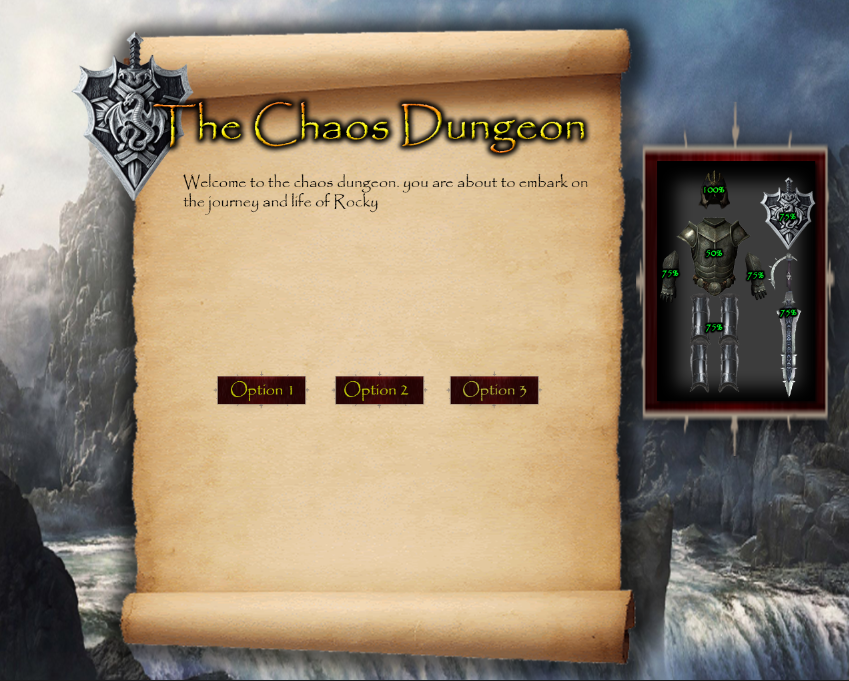 The Chaos Dungeon
Welcome to the chaos dungeon. you are about to embark on
the journey and life of Rocky
Option 1 Option 2 Option 3
100%
75%
50%
75% 75%
75%
75%